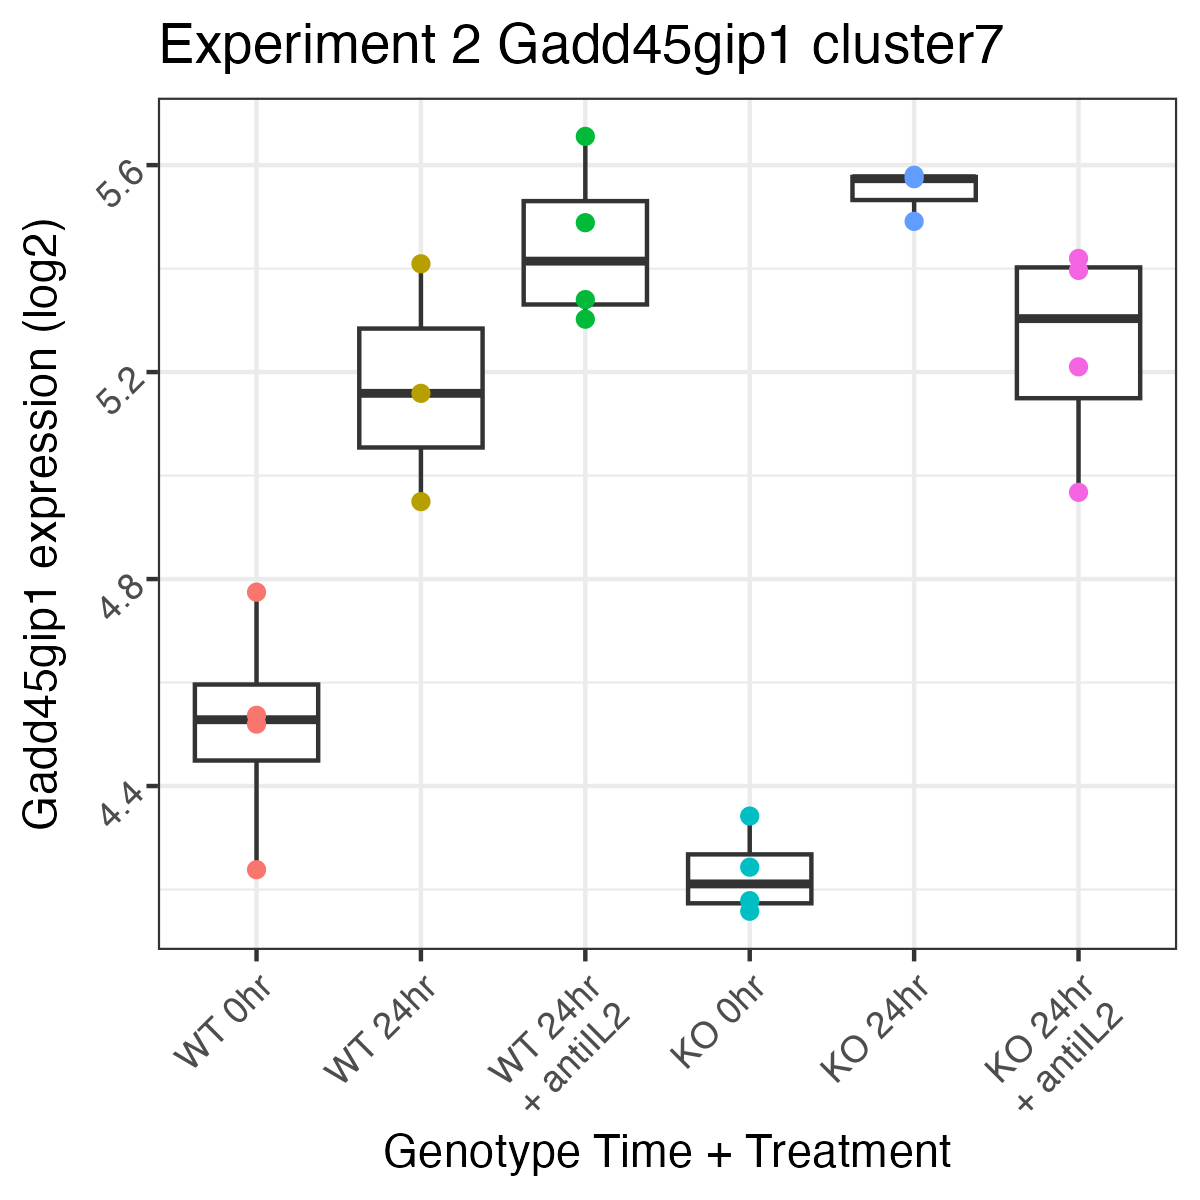 Experiment 2 Gadd45gip1 cluster7
Gadd45gip1 expression (log2)
5.6
5.2
4.8
4.4
WT 0hr
WT 24hr
WT 24hr
+ antiIL2
KO 0hr
KO 24hr
KO 24hr
+ antiIL2
Genotype Time + Treatment